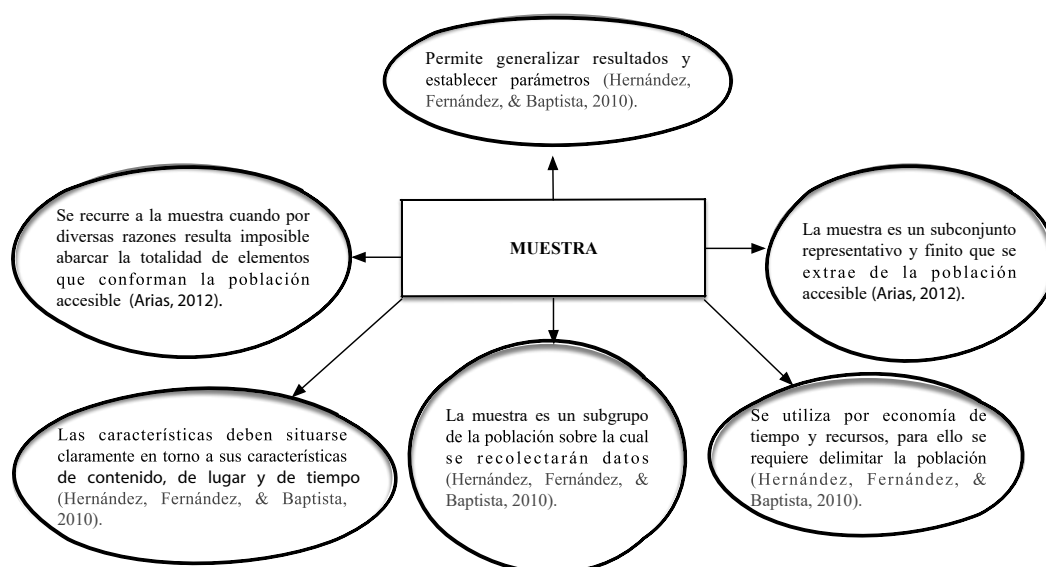 Permite generalizar resultados y
establecer parámetros (Hernández,
Fernández, & Baptista, 2010).
Se recurre a la muestra cuando por
diversas razones resulta imposible
abarcar la totalidad de elementos
que conforman la población
accesible (Arias, 2012).
MUESTRA
La muestra es un subconjunto
representativo y finito que se
extrae de la población
accesible (Arias, 2012).
Las características deben situarse
claramente en torno a sus características
de contenido, de lugar y de tiempo
(Hernández, Fernández, & Baptista,
2010).
La muestra es un subgrupo
de la población sobre la cual
se recolectarán datos
(Hernández, Fernández, &
Baptista, 2010).
Se utiliza por economía de
tiempo y recursos, para ello se
requiere delimitar la población
(Hernández, Fernández, &
Baptista, 2010).